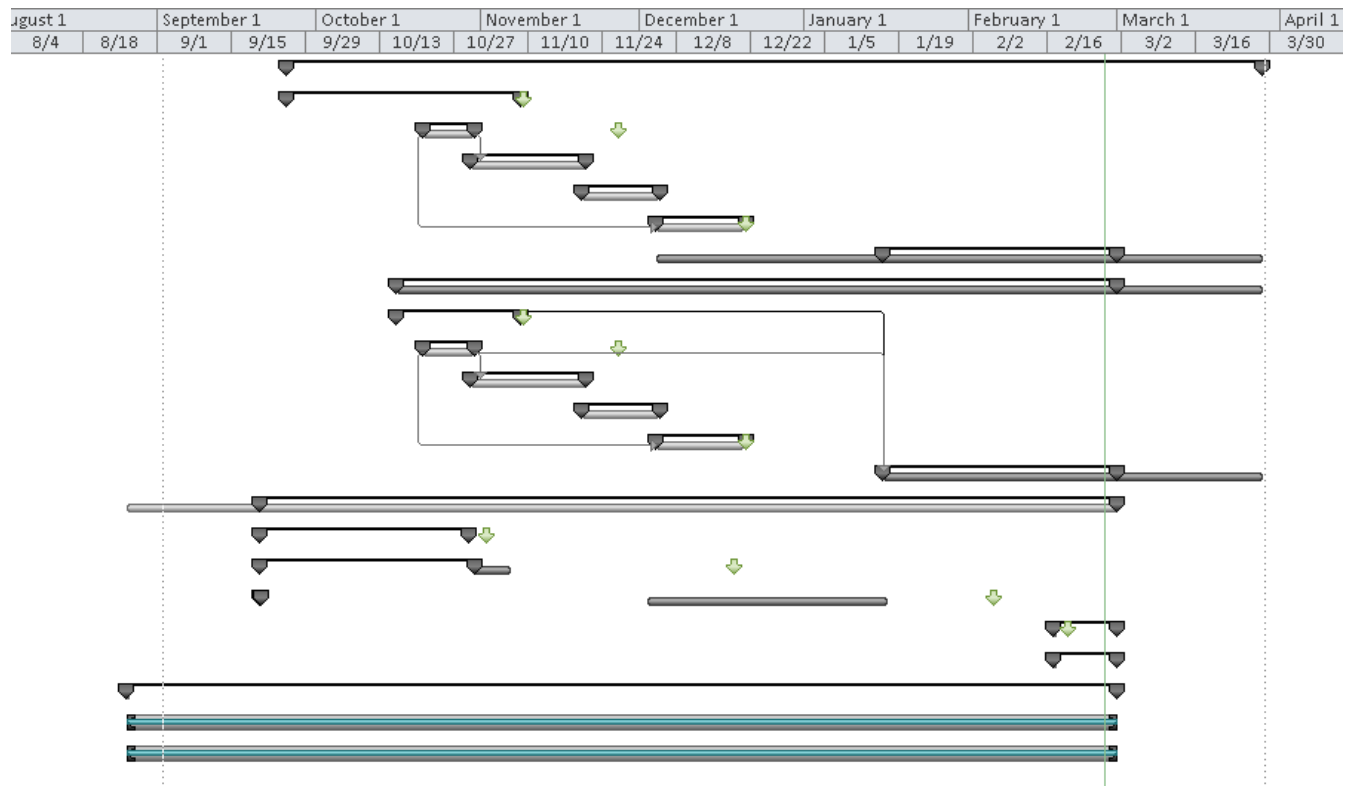 ugust 1 September 1 October 1 November 1 December 1 January 1 February 1 March 1 April 1
8/4 8/18 9/1 9/15 9/29 10/13 10/27 11/10 11/24 12/8 12/22 1/5 1/19 2/2 2/16 3/2 3/16 3/30